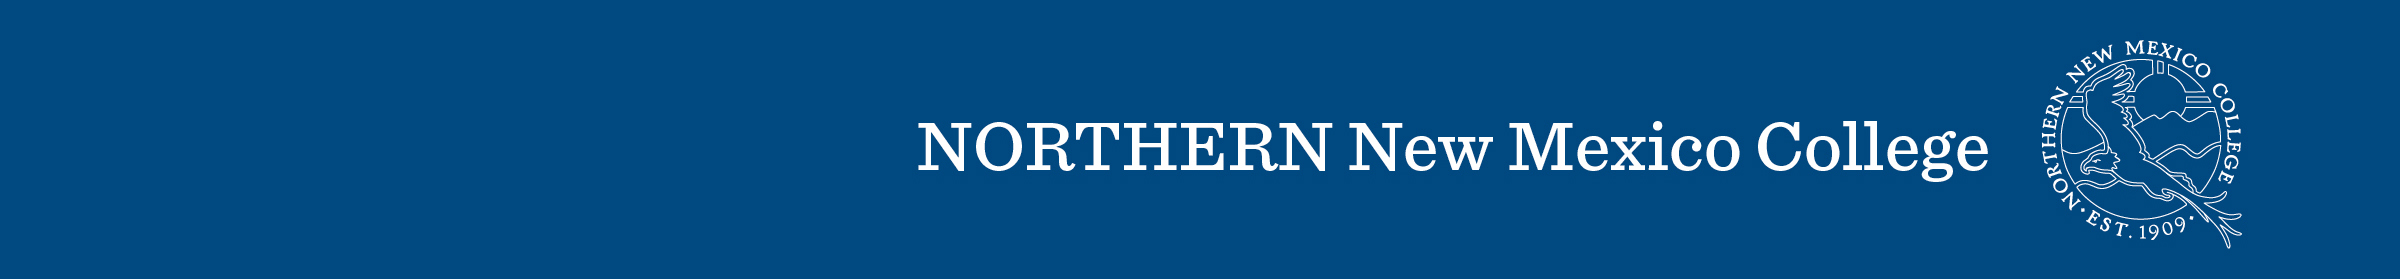 NORTHERN New Mexico College
NORTHERN NEW MEXICO COLLEGE
• EST. 1909 •